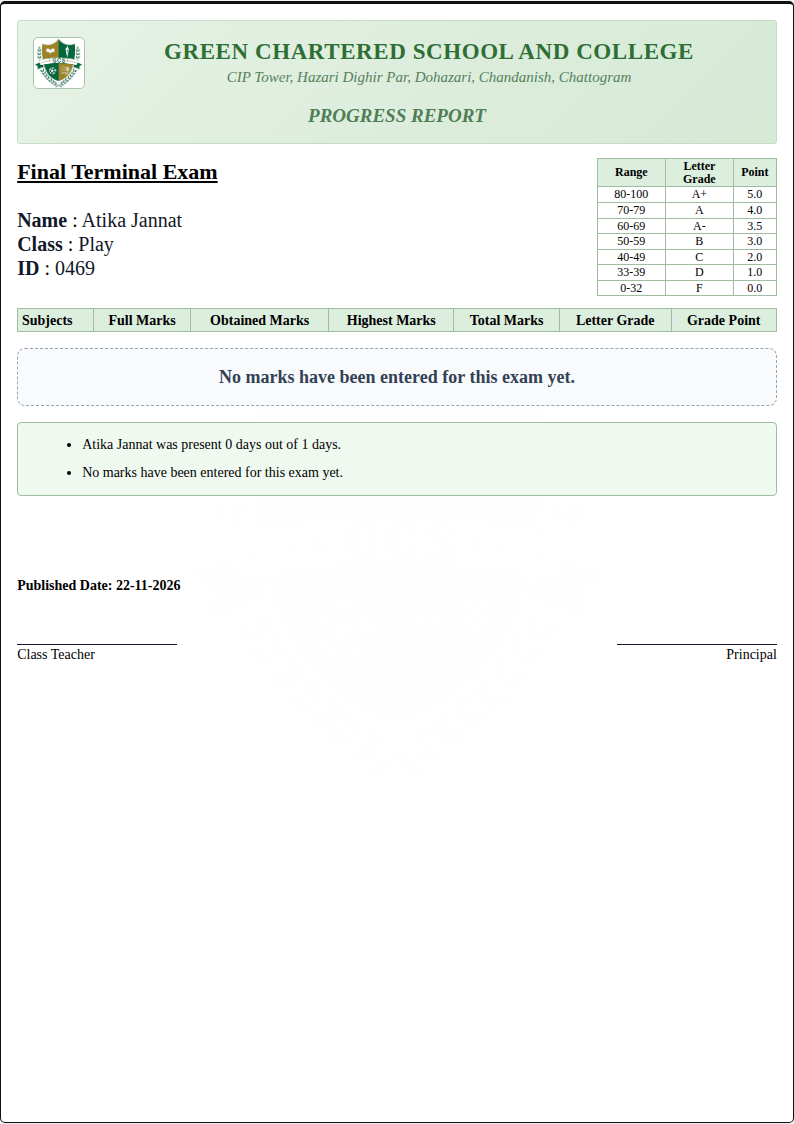 GREEN CHARTERED SCHOOL AND COLLEGE
CIP Tower, Hazari Dighir Par, Dohazari, Chandanish, Chattogram
PROGRESS REPORT
Final Terminal Exam
Name : Atika Jannat
Class : Play
ID : 0469
Range Letter Grade Point
80-100 A+ 5.0
70-79 A 4.0
60-69 A- 3.5
50-59 B 3.0
40-49 C 2.0
33-39 D 1.0
0-32 F 0.0
Subjects Full Marks Obtained Marks Highest Marks Total Marks Letter Grade Grade Point
No marks have been entered for this exam yet.
• Atika Jannat was present 0 days out of 1 days.
• No marks have been entered for this exam yet.
GCS
Published Date: 22-11-2026
Class Teacher Principal